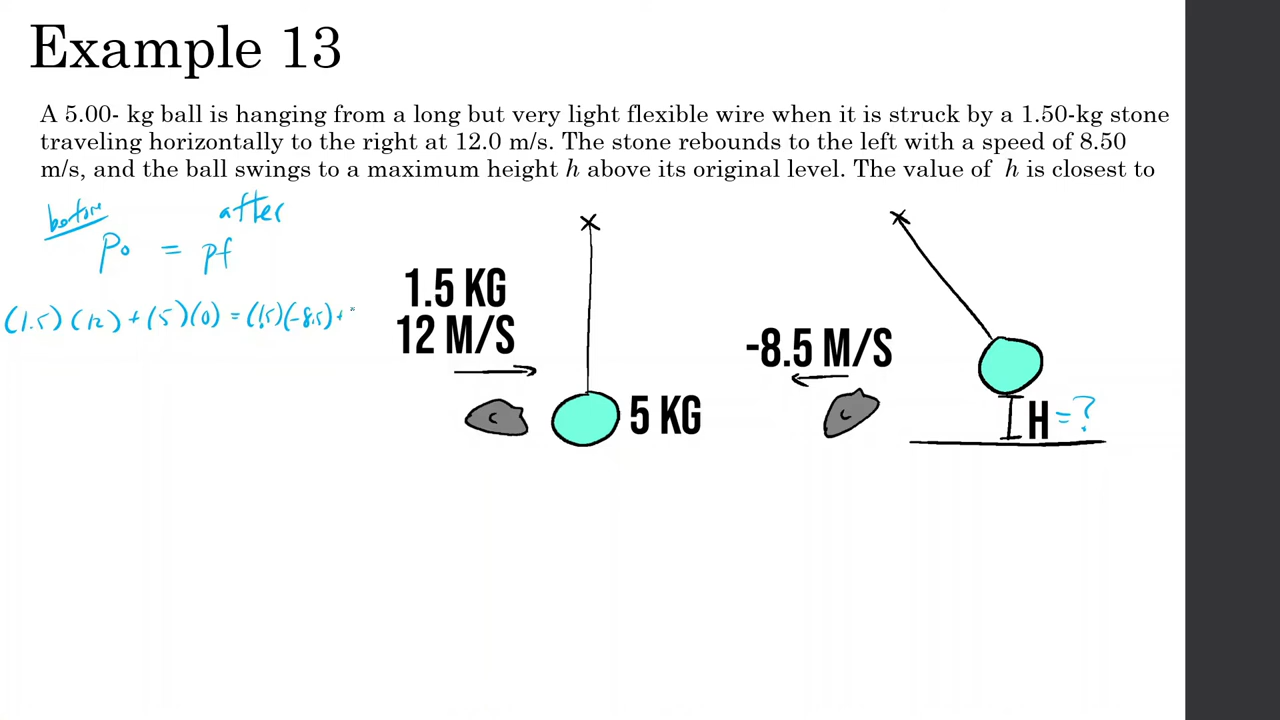 Example 13
A 5.00- kg ball is hanging from a long but very light flexible wire when it is struck by a 1.50-kg stone
traveling horizontally to the right at 12.0 m/s. The stone rebounds to the left with a speed of 8.50
m/s, and the ball swings to a maximum height h above its original level. The value of h is closest to
before after
Po = pf
(1.5)(12)+(5)(0)=(1.5)(-8.5)+
1.5 KG
12 M/S
5 KG
-8.5 M/S
H=?